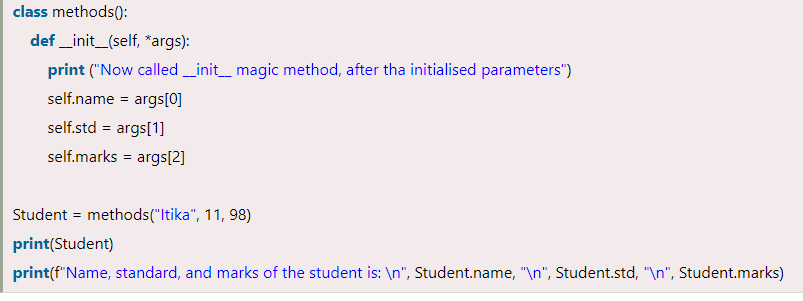 class methods():
def __init__(self, *args):
print ("Now called __init__ magic method, after tha initialised parameters")
self.name = args[0]
self.std = args[1]
self.marks = args[2]
Student = methods("Itika", 11, 98)
print(Student)
print(f"Name, standard, and marks of the student is: \n", Student.name, "\n", Student.std, "\n", Student.marks)